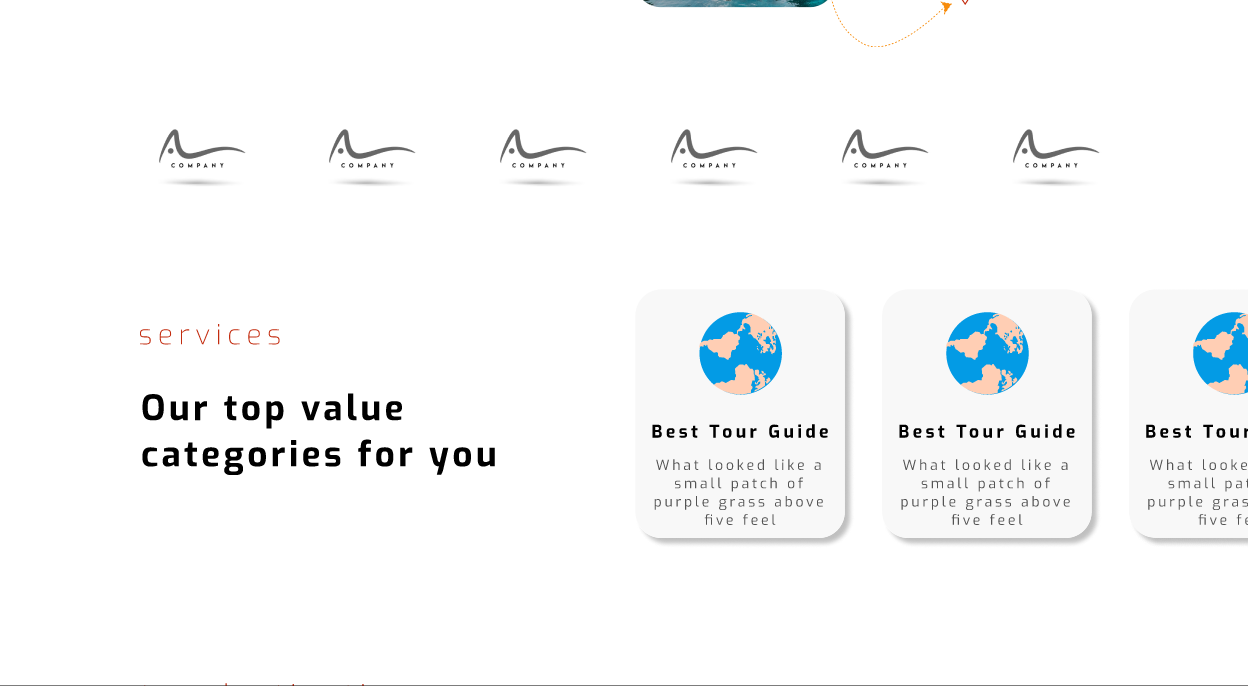 COMPANY COMPANY COMPANY COMPANY COMPANY COMPANY
services
Our top value
categories for you
Best Tour Guide
What looked like a
small patch of
purple grass above
five feel
Best Tour Guide
What looked like a
small patch of
purple grass above
five feel
Best Tour
What looke
small pat
purple gras
five fe